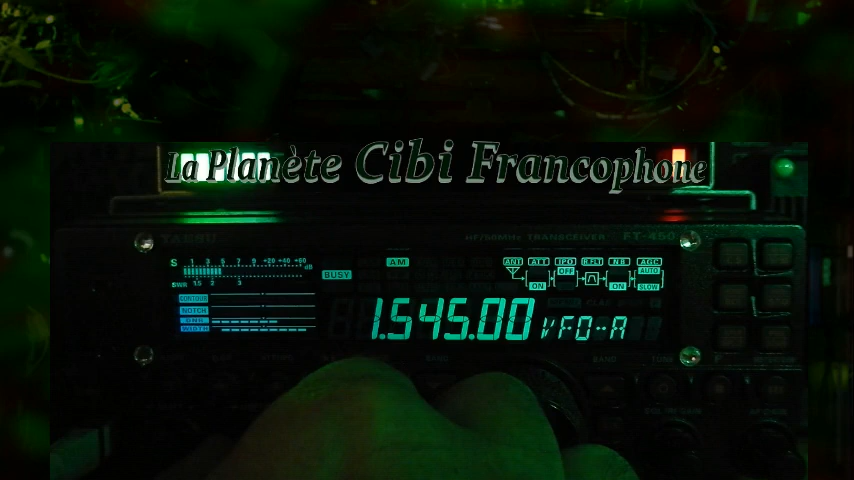 La Planète Cibi Francophone
YAESU HF/50MHz TRANSCEIVER FT-450
S 1 3 5 7 9 +20 +40 +60 dB
SWR 1.5 2 3
BUSY
AM
ANT ATT IPO R.FLT N B AGC
OFF AUTO
ON ON SLOW
CONTOUR
NOTCH
DNR
WIDTH
1.545.00 VFO-A